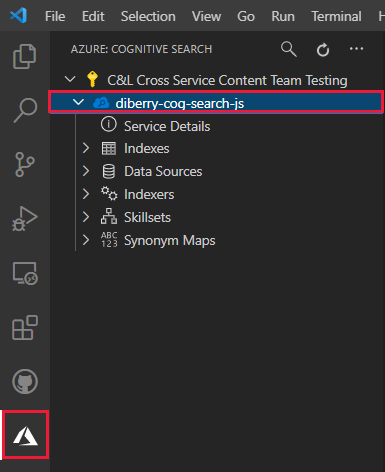 File Edit Selection View Go Run Terminal
AZURE: COGNITIVE SEARCH
C&L Cross Service Content Team Testing
diberry-cog-search-js
Service Details
Indexes
Data Sources
Indexers
Skillsets
ABC
123
Synonym Maps